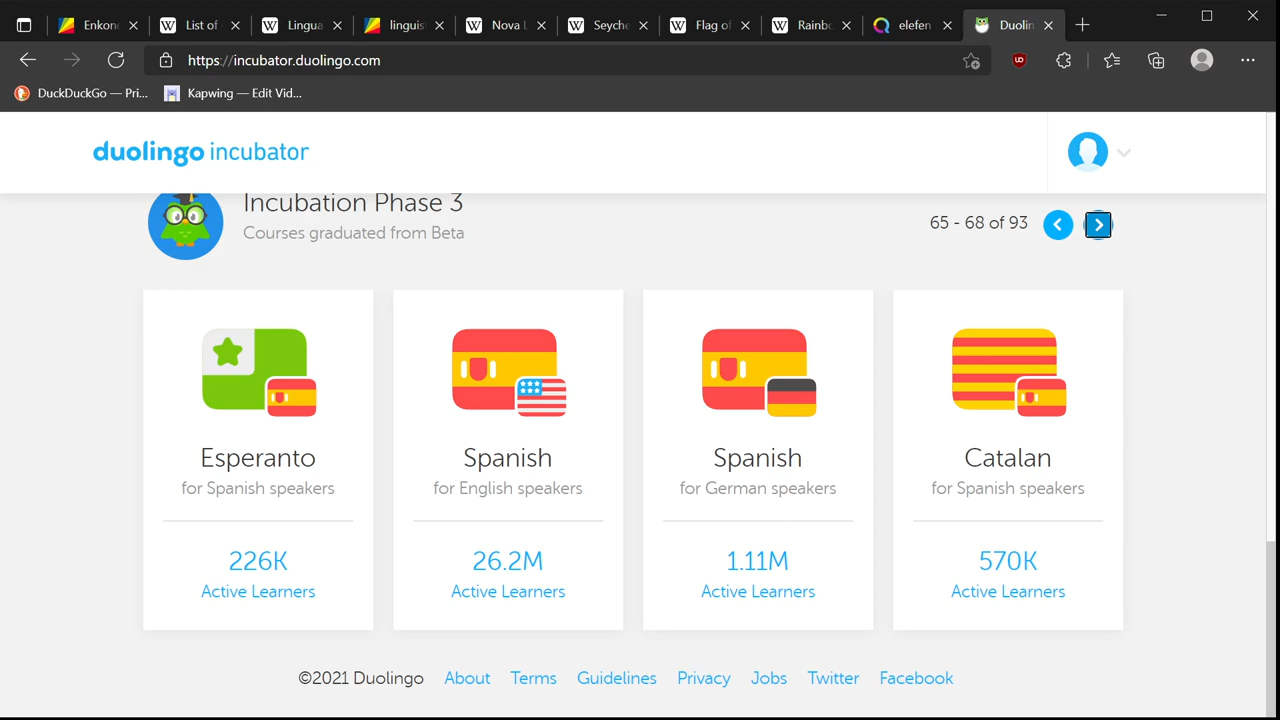 Enkon
List of
Lingua
linguis
Nova L
Seyche
Flag of
Rainbo
elefen
Duolin
https://incubator.duolingo.com
DuckDuckGo — Pri...
Kapwing — Edit Vid...
duolingo incubator
Incubation Phase 3
Courses graduated from Beta
65 - 68 of 93
Esperanto
for Spanish speakers
226K
Active Learners
Spanish
for English speakers
26.2M
Active Learners
Spanish
for German speakers
1.11M
Active Learners
Catalan
for Spanish speakers
570K
Active Learners
©2021 Duolingo About Terms Guidelines Privacy Jobs Twitter Facebook